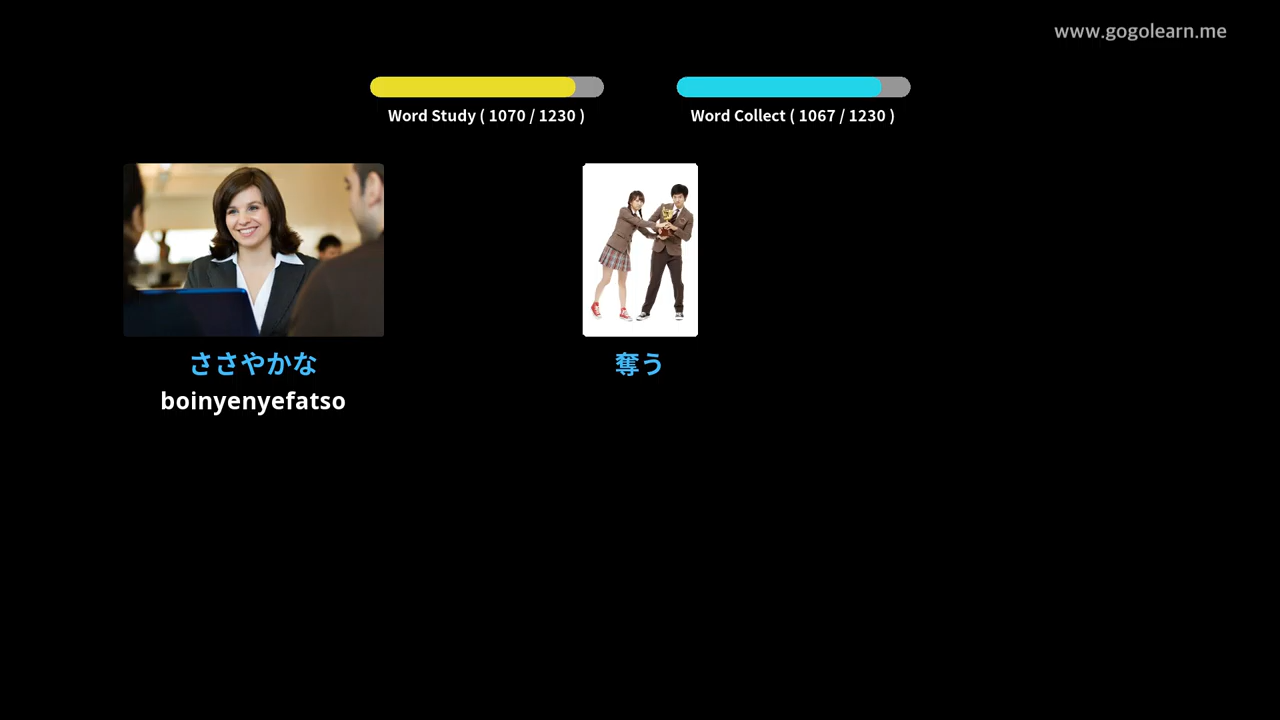 www.gogolearn.me
Word Study ( 1070 / 1230 )
Word Collect ( 1067 / 1230 )
ささやかな
boinyenyefatso
奪う